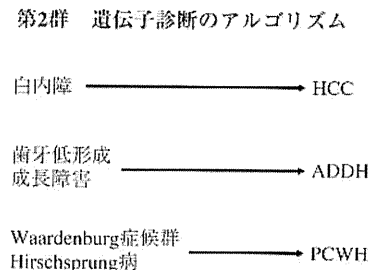 第2群 遺伝子診断のアルゴリズム
白内障 HCC
歯牙低形成
成長障害 ADDH
Waardenburg症候群
Hirschsprung病 PCWH